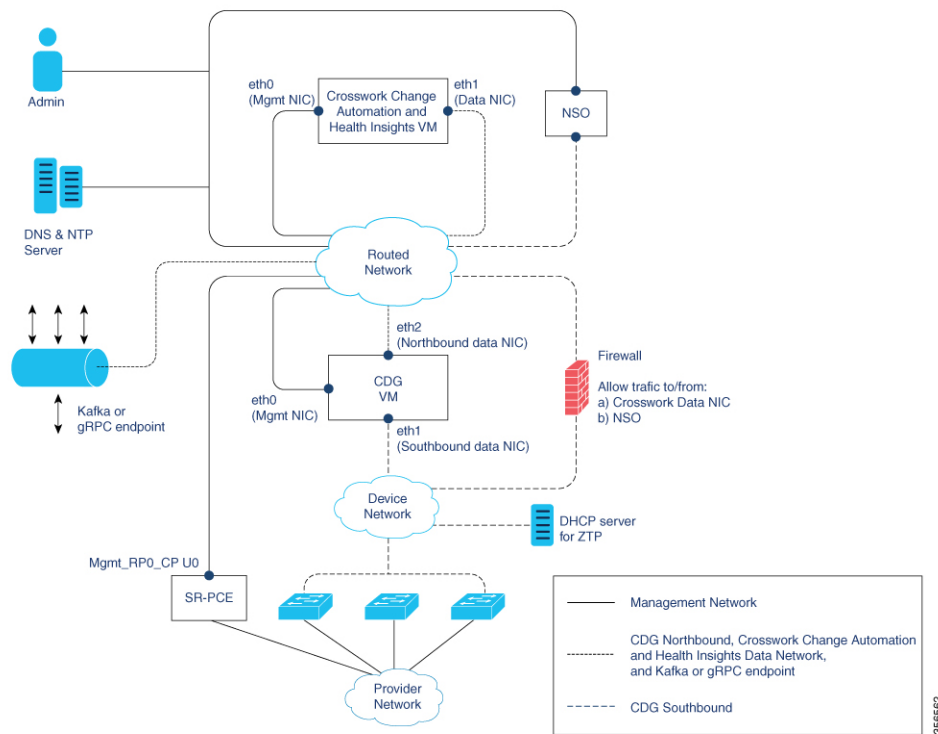 Admin
eth0
(Mgmt NIC)
Crosswork Change
Automation and
Health Insights VM
eth1
(Data NIC)
NSO
DNS & NTP
Server
Routed
Network
Kafka or
gRPC endpoint
eth2
(Northbound data NIC)
CDG
VM
eth0
(Mgmt NIC)
eth1
(Southbound data NIC)
Firewall
Allow trafic to/from:
a) Crosswork Data NIC
b) NSO
Device
Network
DHCP server
for ZTP
Mgmt_RP0_CP U0
SR-PCE
Provider
Network
Management Network
CDG Northbound, Crosswork Change Automation
and Health Insights Data Network,
and Kafka or gRPC endpoint
CDG Southbound